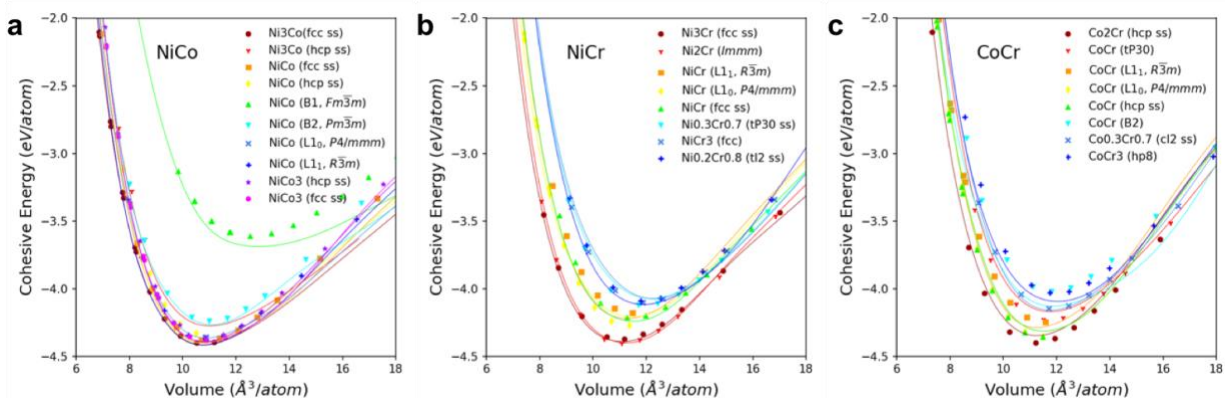 a
NiCo
Cohesive Energy (eV/atom)
−2.0
−2.5
−3.0
−3.5
−4.0
−4.5
6 8 10 12 14 16 18
Volume (Å³/atom)
Ni3Co(fcc ss)
Ni3Co (hcp ss)
NiCo (fcc ss)
NiCo (hcp ss)
NiCo (B1, Fm3̅m)
NiCo (B2, Pm3̅m)
NiCo (L1₀, P4/mmm)
NiCo (L1₁, R3̅m)
NiCo3 (hcp ss)
NiCo3 (fcc ss)
b
NiCr
Cohesive Energy (eV/atom)
−2.0
−2.5
−3.0
−3.5
−4.0
−4.5
6 8 10 12 14 16 18
Volume (Å³/atom)
Ni3Cr (fcc ss)
Ni2Cr (Immm)
NiCr (L1₁, R3̅m)
NiCr (L1₀, P4/mmm)
NiCr (fcc ss)
Ni0.3Cr0.7 (tP30 ss)
NiCr3 (fcc)
Ni0.2Cr0.8 (tI2 ss)
c
CoCr
Cohesive Energy (eV/atom)
−2.0
−2.5
−3.0
−3.5
−4.0
−4.5
6 8 10 12 14 16 18
Volume (Å³/atom)
Co2Cr (hcp ss)
CoCr (tP30)
CoCr (L1₁, R3̅m)
CoCr (L1₀, P4/mmm)
CoCr (hcp ss)
CoCr (B2)
Co0.3Cr0.7 (cI2 ss)
CoCr3 (hp8)